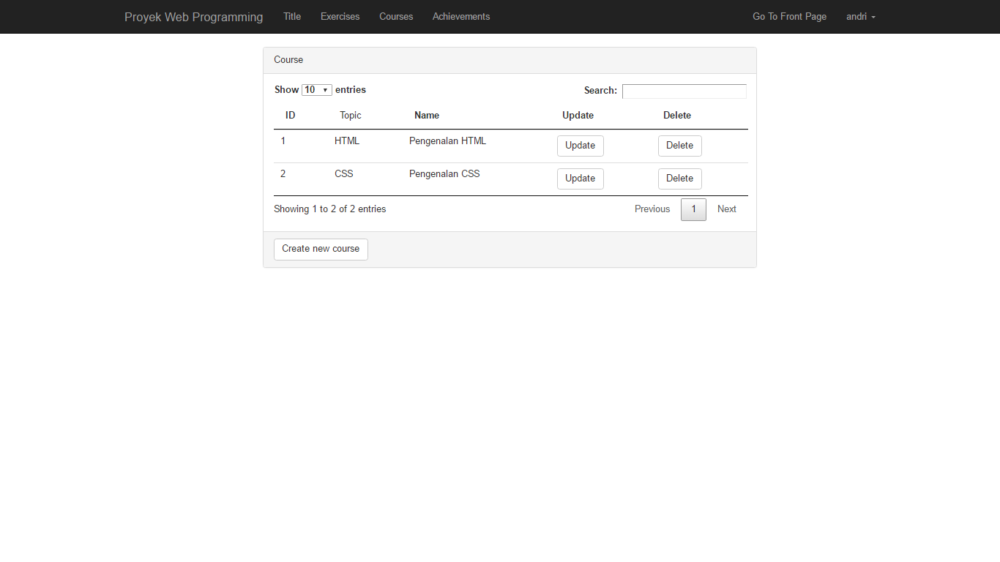 Proyek Web Programming Title Exercises Courses Achievements Go To Front Page andri
Course
Show 10 entries Search:
ID Topic Name Update Delete
1 HTML Pengenalan HTML Update Delete
2 CSS Pengenalan CSS Update Delete
Showing 1 to 2 of 2 entries Previous 1 Next
Create new course